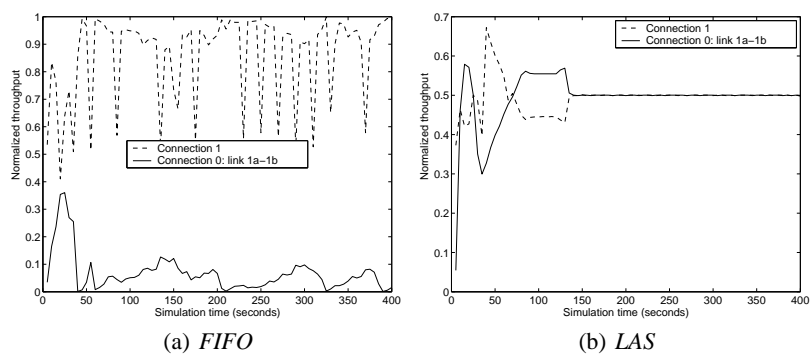 1
0.9
0.8
0.7
0.6
0.5
0.4
0.3
0.2
0.1
0
Normalized throughput
Connection 1
Connection 0: link 1a−1b
0 50 100 150 200 250 300 350 400
Simulation time (seconds)
(a) FIFO
0.7
0.6
0.5
0.4
0.3
0.2
0.1
0
Normalized thoughput
Connection 1
Connection 0: link 1a−1b
0 50 100 150 200 250 300 350 400
Simulation time (seconds)
(b) LAS